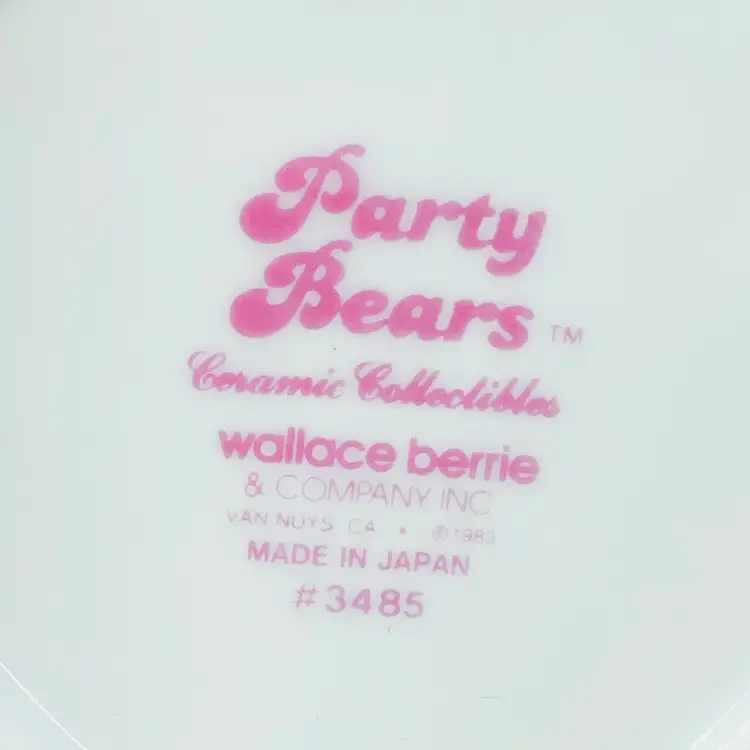 Party
Bears ™
Ceramic Collectibles
wallace berrie
& COMPANY INC
VAN NUYS CA • ©1983
MADE IN JAPAN
#3485